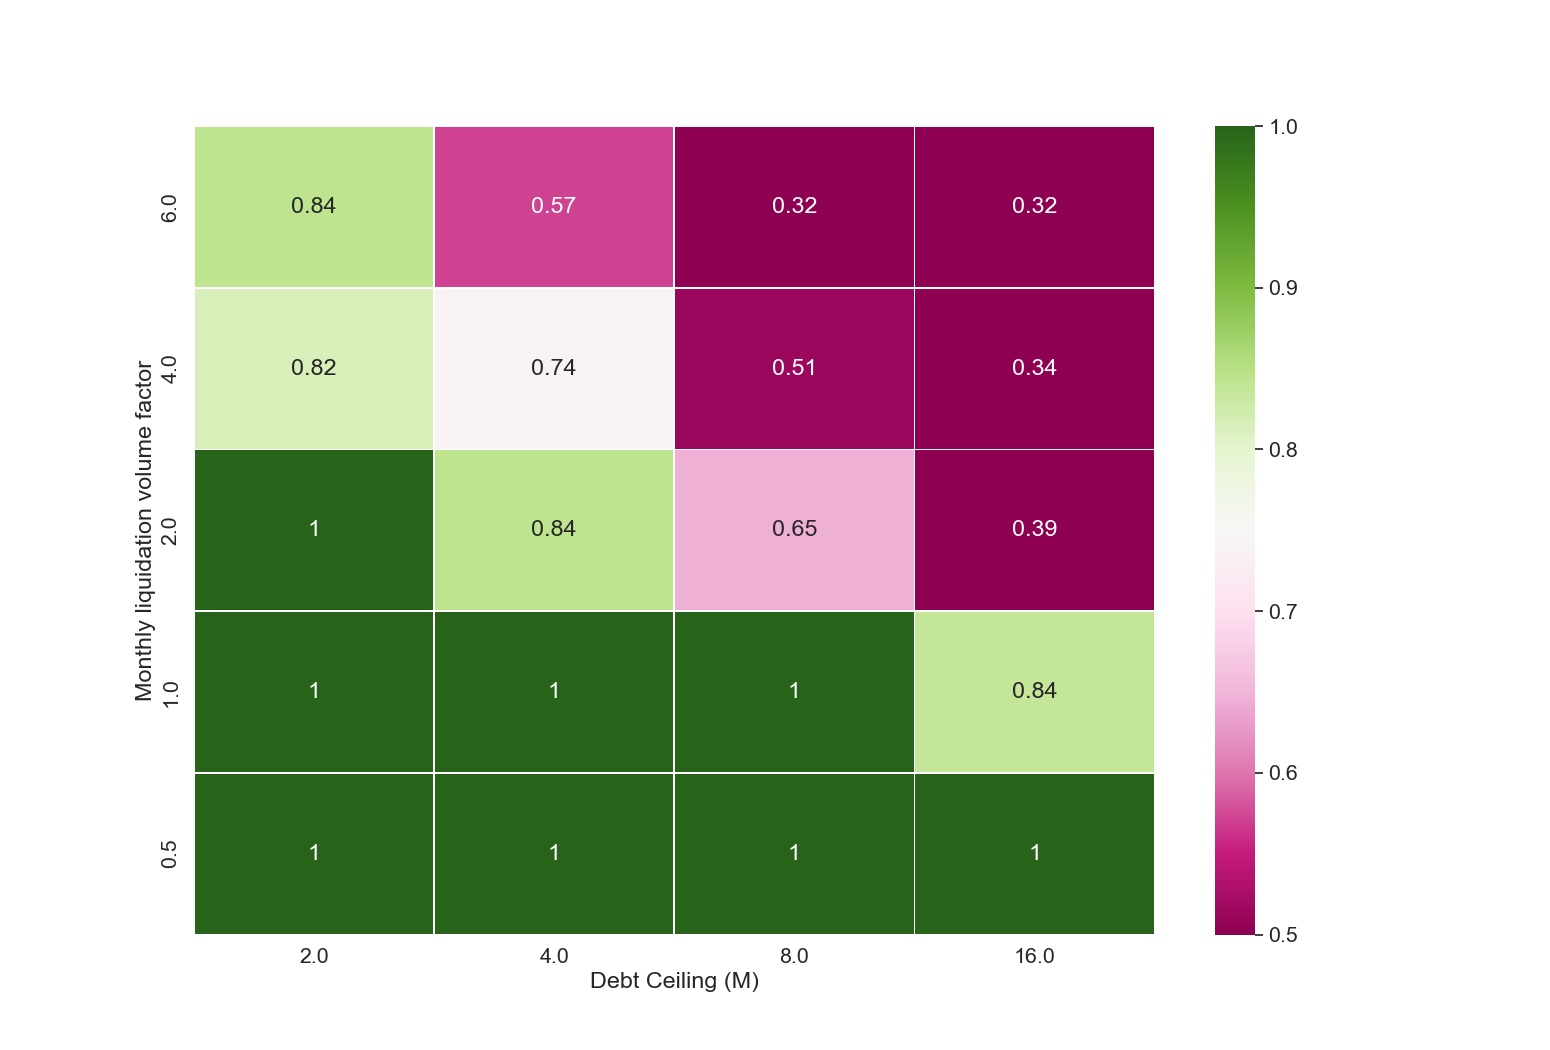 6.0 0.84 0.57 0.32 0.32
4.0 0.82 0.74 0.51 0.34
2.0 1 0.84 0.65 0.39
1.0 1 1 1 0.84
0.5 1 1 1 1
Monthly liquidation volume factor
2.0 4.0 8.0 16.0
Debt Ceiling (M)
1.0
0.9
0.8
0.7
0.6
0.5